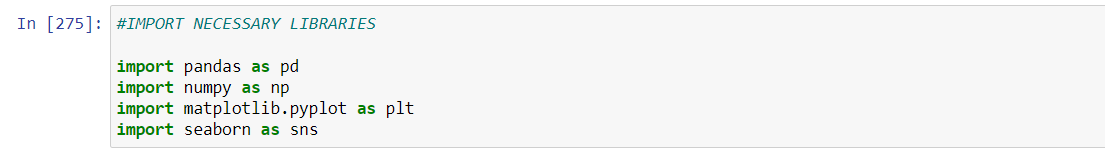 In [275]: #IMPORT NECESSARY LIBRARIES
import pandas as pd
import numpy as np
import matplotlib.pyplot as plt
import seaborn as sns